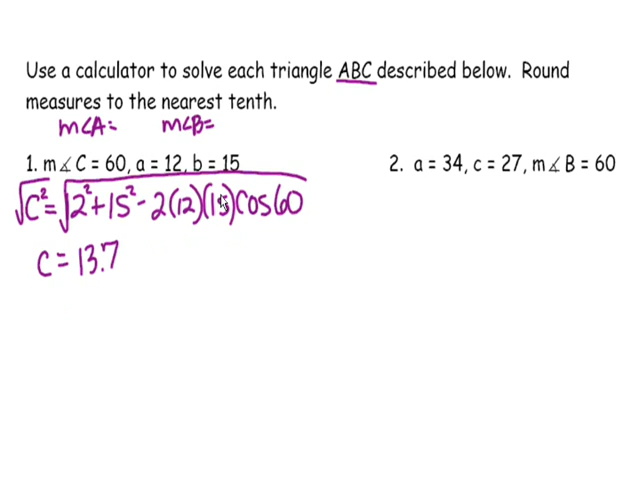 Use a calculator to solve each triangle ABC described below. Round
measures to the nearest tenth.
m∠A= m∠B=
1. m∡C = 60, a = 12, b = 15
2. a = 34, c = 27, m∡B = 60
√C² = √2² + 15² - 2(12)(15)cos60
C = 13.7